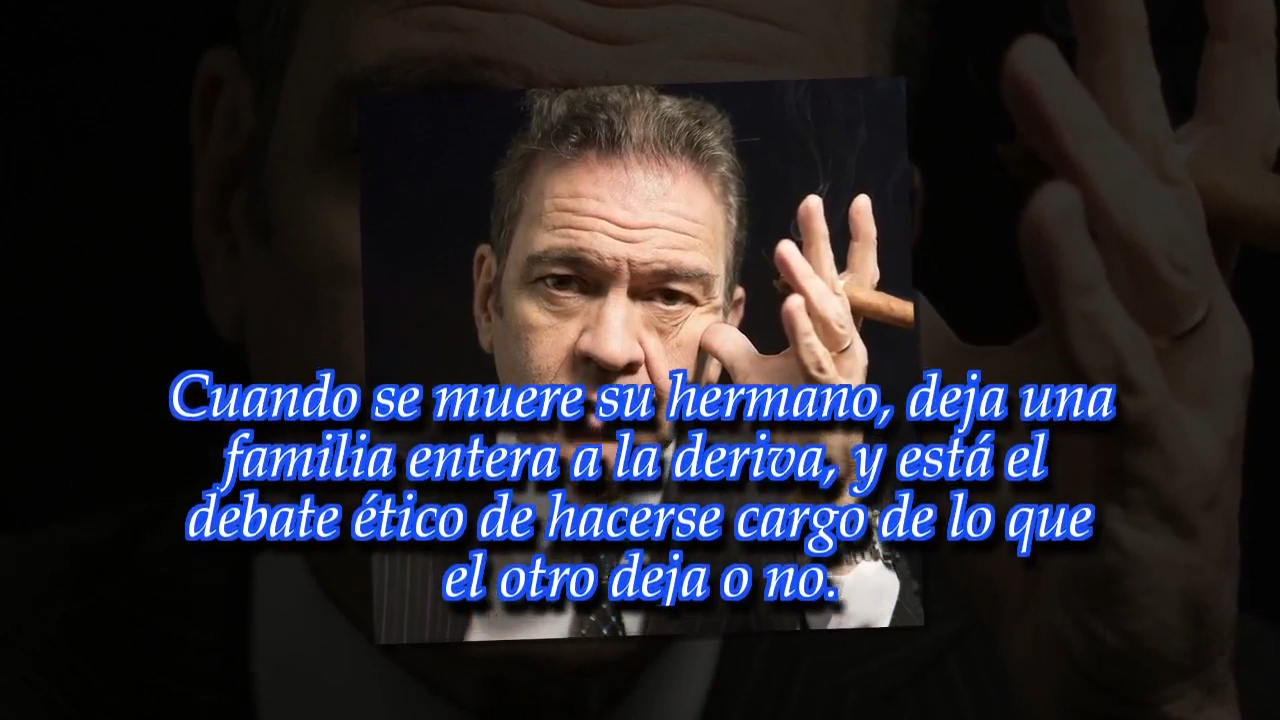 Cuando se muere su hermano, deja una
familia entera a la deriva, y está el
debate ético de hacerse cargo de lo que
el otro deja o no.